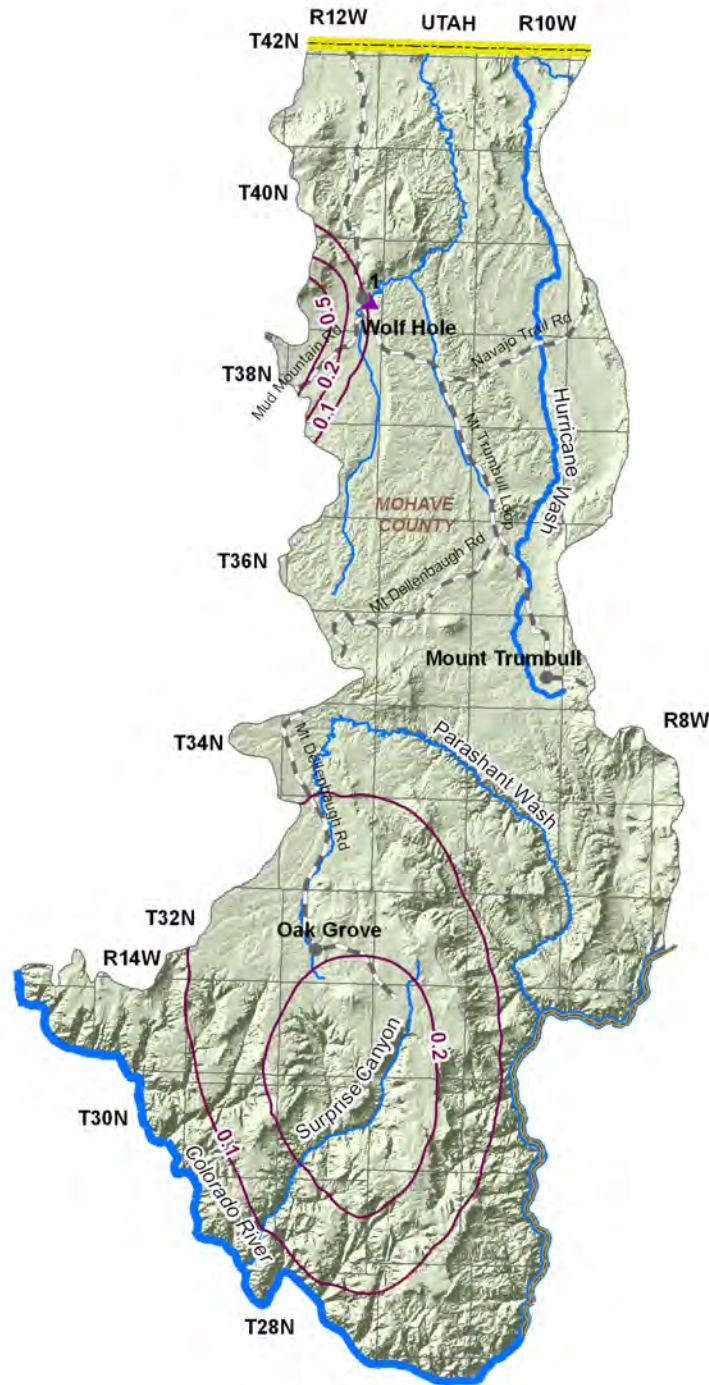 R12W
UTAH
R10W
T42N
T40N
1
Wolf Hole
0.5
0.2
0.1
Mud Mountain Rd
T38N
Navajo Trail Rd
Hurricane Wash
Mt Trumbull Loop
MOHAVE
COUNTY
T36N
Mt Dellenbaugh Rd
Mount Trumbull
R8W
T34N
Mt Dellenbaugh Rd
Parashant Wash
T32N
Oak Grove
R14W
0.2
Surprise Canyon
T30N
0.1
Colorado River
T28N